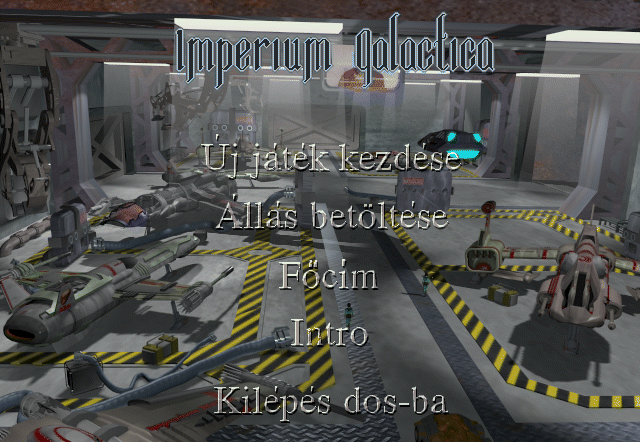 Imperium Galactica
Új játék kezdése
Állás betöltése
Főcím
Intro
Kilépés dos-ba